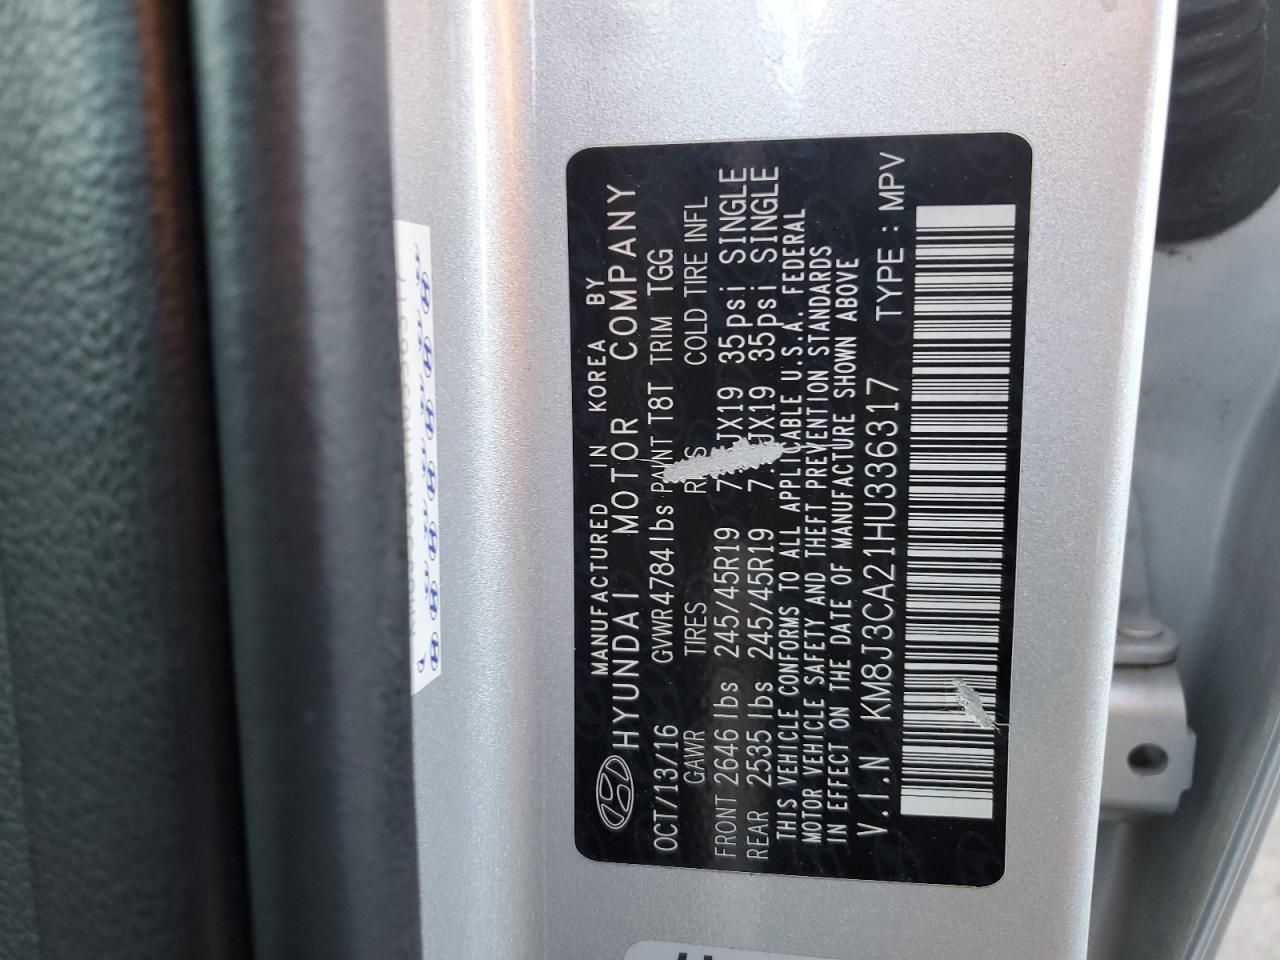 MANUFACTURED IN KOREA BY
HYUNDAI MOTOR COMPANY
OCT/13/16 GVWR 4784 lbs PAINT T8T TRIM TGG
GAWR TIRES COLD TIRE INFL
FRONT 2646 lbs 245/45R19 35psi SINGLE
REAR 2535 lbs 245/45R19 35psi SINGLE
THIS VEHICLE CONFORMS TO ALL APPLICABLE U.S.A. FEDERAL
MOTOR VEHICLE SAFETY AND THEFT PREVENTION STANDARDS
IN EFFECT ON THE DATE OF MANUFACTURE SHOWN ABOVE
V.I.N KM8J3CA21HU336317 TYPE : MPV